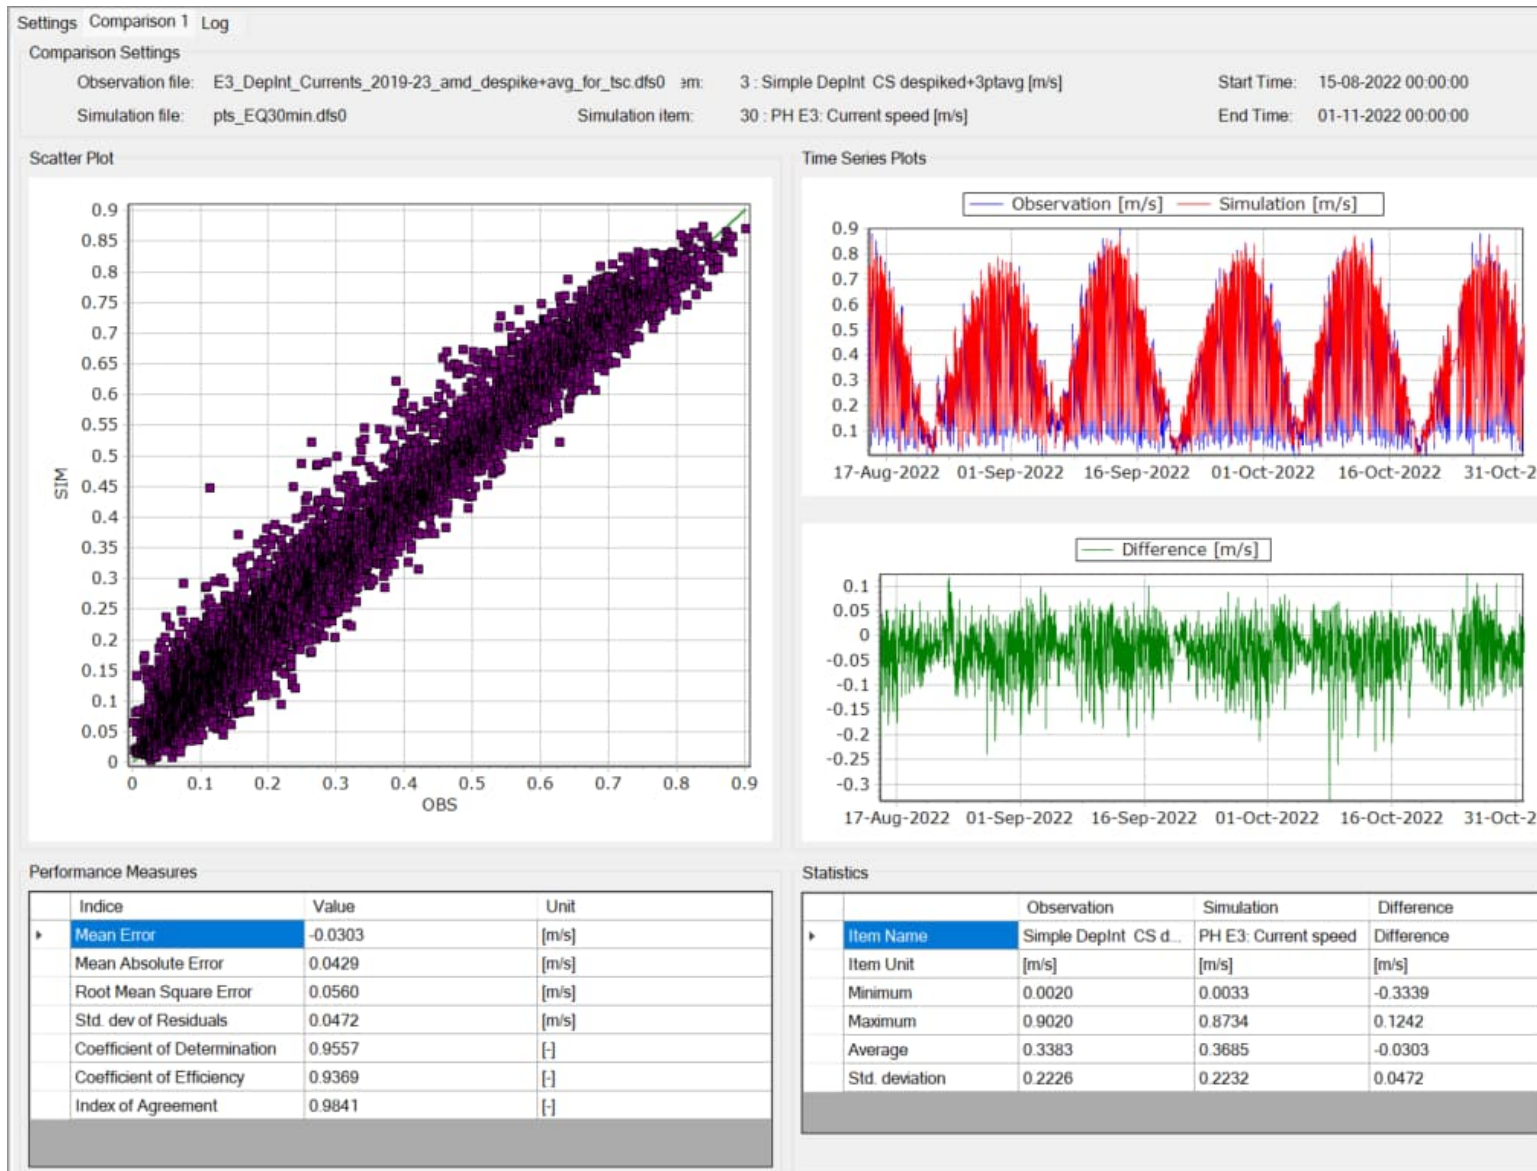 Settings Comparison 1 Log
Comparison Settings
Observation file: E3_DepInt_Currents_2019-23_amd_despike+avg_for_tsc.dfs0 em: 3 : Simple DepInt CS despiked+3ptavg [m/s] Start Time: 15-08-2022 00:00:00
Simulation file: pts_EQ30min.dfs0 Simulation item: 30 : PH E3: Current speed [m/s] End Time: 01-11-2022 00:00:00
Scatter Plot
0.9
0.85
0.8
0.75
0.7
0.65
0.6
0.55
0.5
0.45
0.4
0.35
0.3
0.25
0.2
0.15
0.1
0.05
0
SIM
0 0.1 0.2 0.3 0.4 0.5 0.6 0.7 0.8 0.9
OBS
Time Series Plots
Observation [m/s] Simulation [m/s]
0.9
0.8
0.7
0.6
0.5
0.4
0.3
0.2
0.1
17-Aug-2022 01-Sep-2022 16-Sep-2022 01-Oct-2022 16-Oct-2022 31-Oct-2
Difference [m/s]
0.1
0.05
0
-0.05
-0.1
-0.15
-0.2
-0.25
-0.3
17-Aug-2022 01-Sep-2022 16-Sep-2022 01-Oct-2022 16-Oct-2022 31-Oct-2
Performance Measures
Indice Value Unit
Mean Error -0.0303 [m/s]
Mean Absolute Error 0.0429 [m/s]
Root Mean Square Error 0.0560 [m/s]
Std. dev of Residuals 0.0472 [m/s]
Coefficient of Determination 0.9557 [-]
Coefficient of Efficiency 0.9369 [-]
Index of Agreement 0.9841 [-]
Statistics
Observation Simulation Difference
Item Name Simple DepInt CS d... PH E3: Current speed Difference
Item Unit [m/s] [m/s] [m/s]
Minimum 0.0020 0.0033 -0.3339
Maximum 0.9020 0.8734 0.1242
Average 0.3383 0.3685 -0.0303
Std. deviation 0.2226 0.2232 0.0472